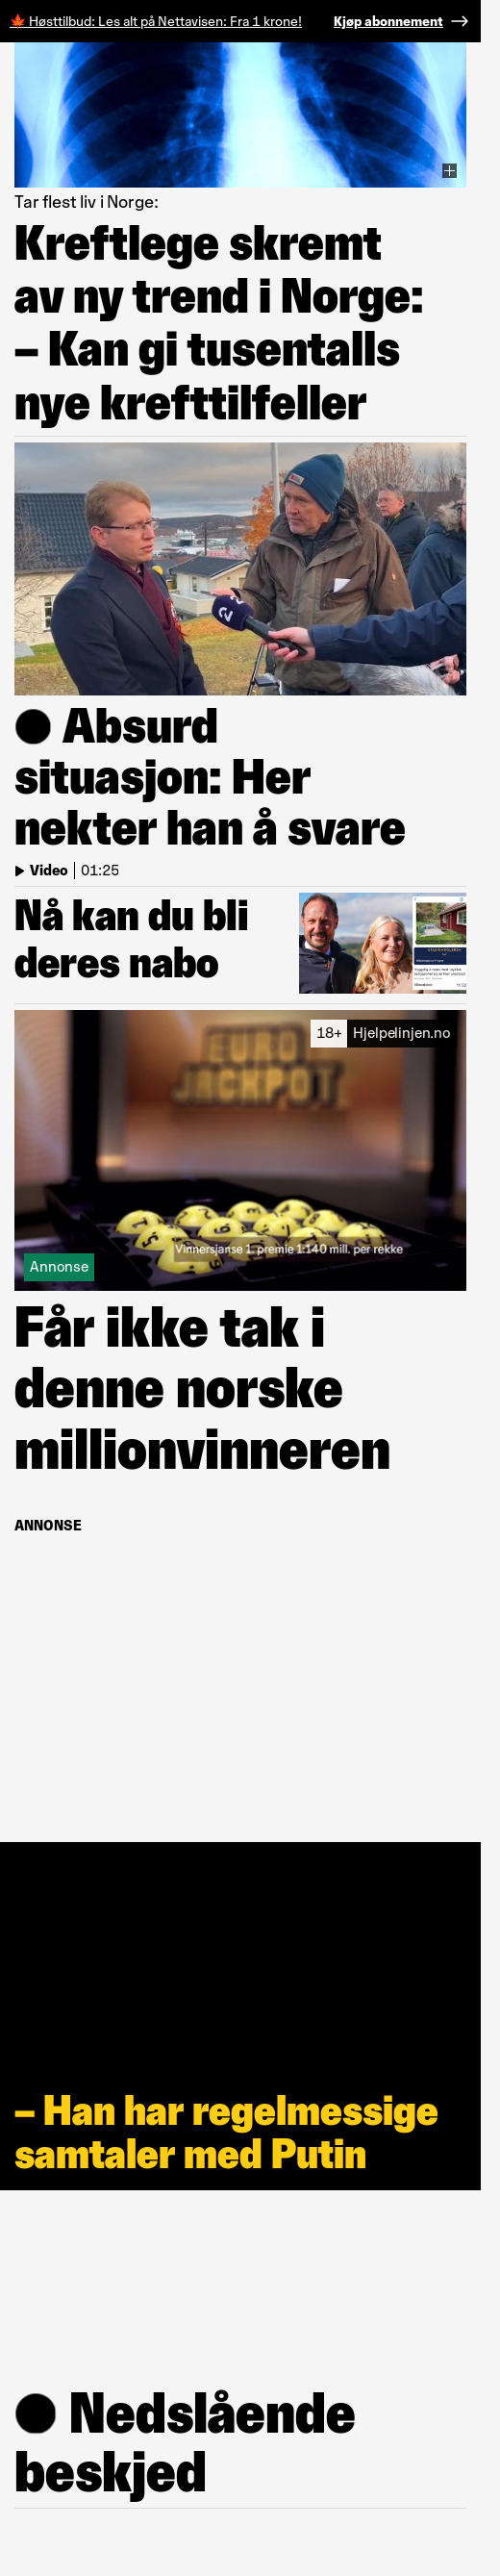 🍁 Høsttilbud: Les alt på Nettavisen: Fra 1 krone! Kjøp abonnement →
Tar flest liv i Norge:
Kreftlege skremt
av ny trend i Norge:
– Kan gi tusentalls
nye krefttilfeller
2
● Absurd
situasjon: Her
nekter han å svare
Video | 01:25
Nå kan du bli
deres nabo
18+ Hjelpelinjen.no
EURO
JACKPOT
Vinnersjanse 1. premie 1:140 mill. per rekke
Annonse
Får ikke tak i
denne norske
millionvinneren
ANNONSE
– Han har regelmessige
samtaler med Putin
● Nedslående
beskjed